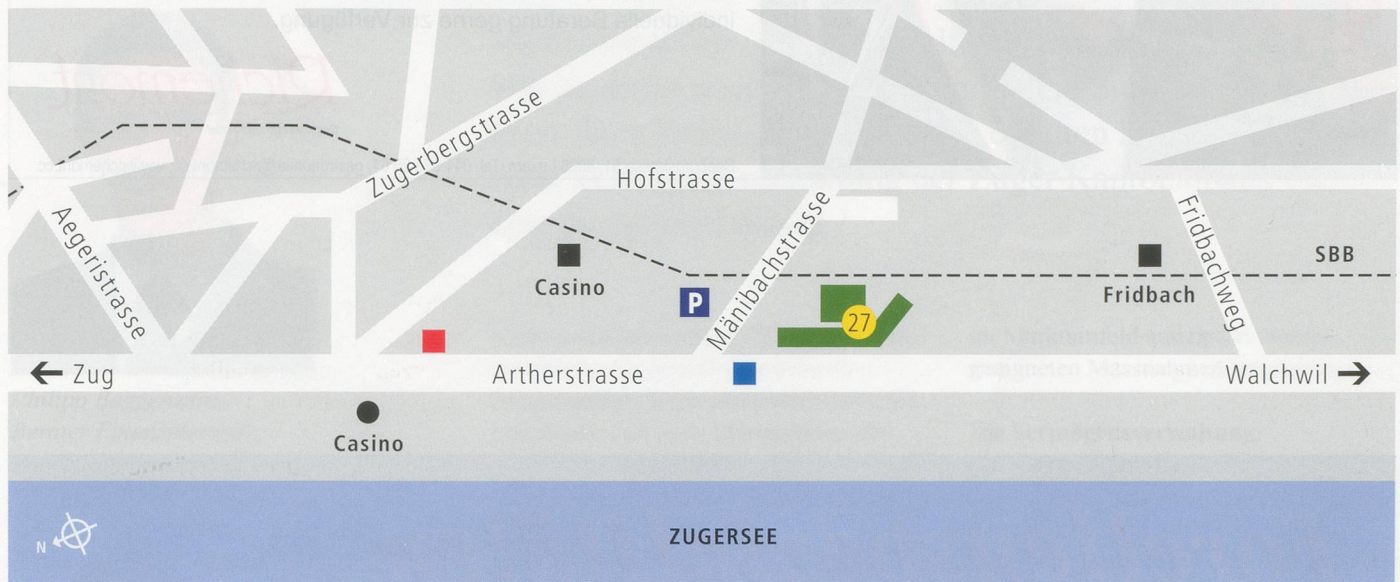 Zugerbergstrasse
Hofstrasse
Aegeristrasse
Mänibachstrasse
Fridbachweg
SBB
Casino
P
Fridbach
27
Zug
Artherstrasse
Walchwil
Casino
N
ZUGERSEE